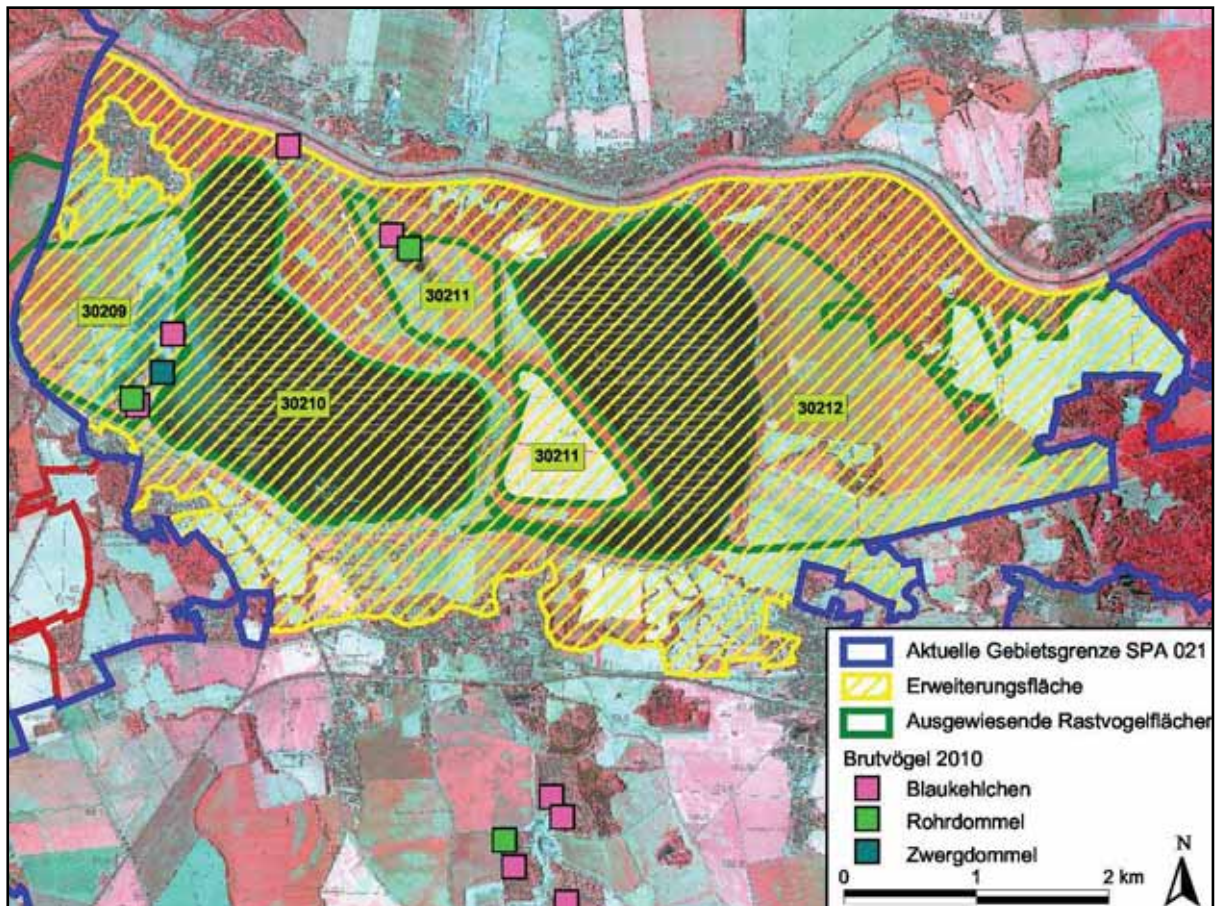 30209
30211
30210
30212
30211
Aktuelle Gebietsgrenze SPA 021
Erweiterungsfläche
Ausgewiesende Rastvogelflächen
Brutvögel 2010
Blaukehlchen
Rohrdommel
Zwergdommel
N
0 1 2 km